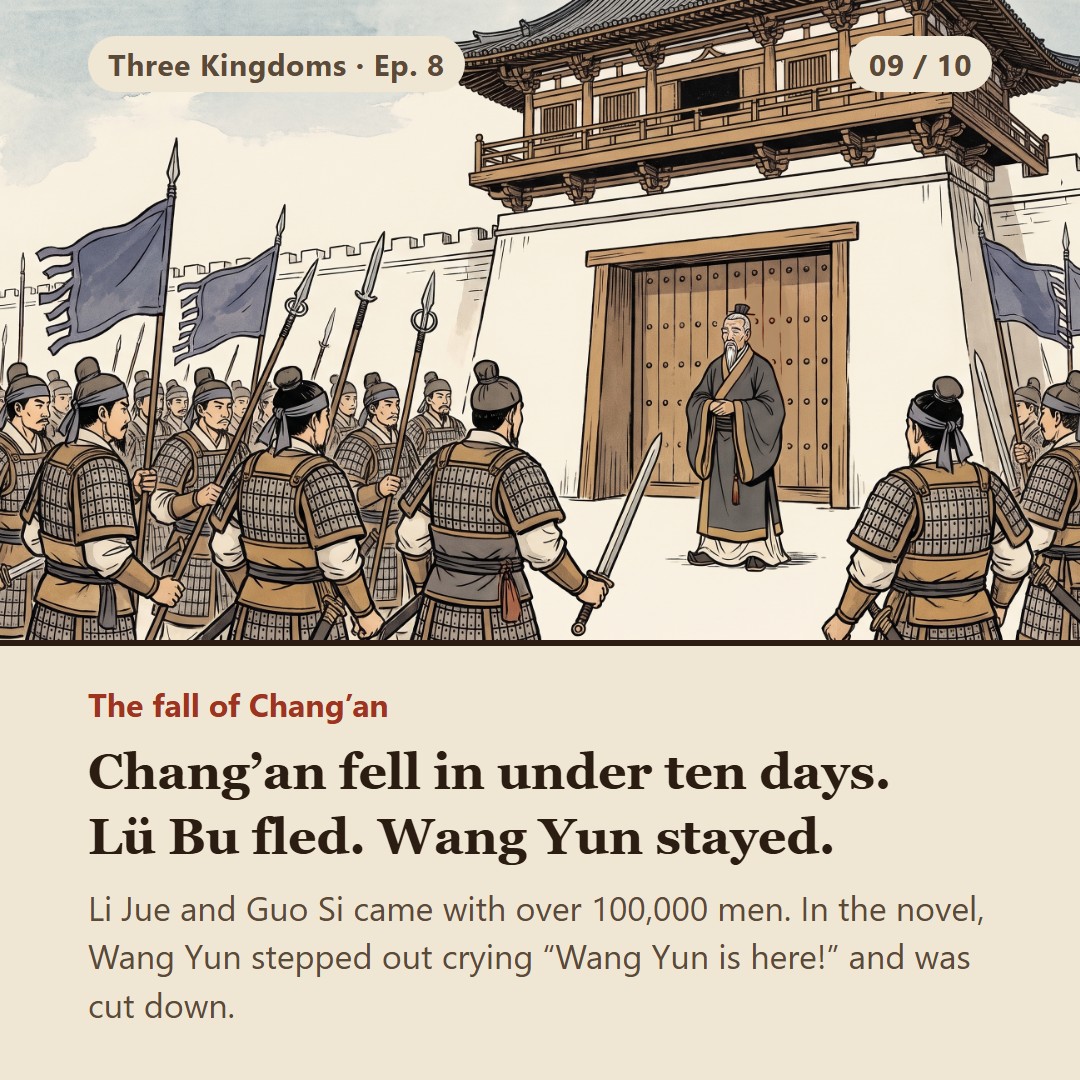 Three Kingdoms · Ep. 8
09 / 10
The fall of Chang’an
Chang’an fell in under ten days.
Lü Bu fled. Wang Yun stayed.
Li Jue and Guo Si came with over 100,000 men. In the novel,
Wang Yun stepped out crying “Wang Yun is here!” and was
cut down.